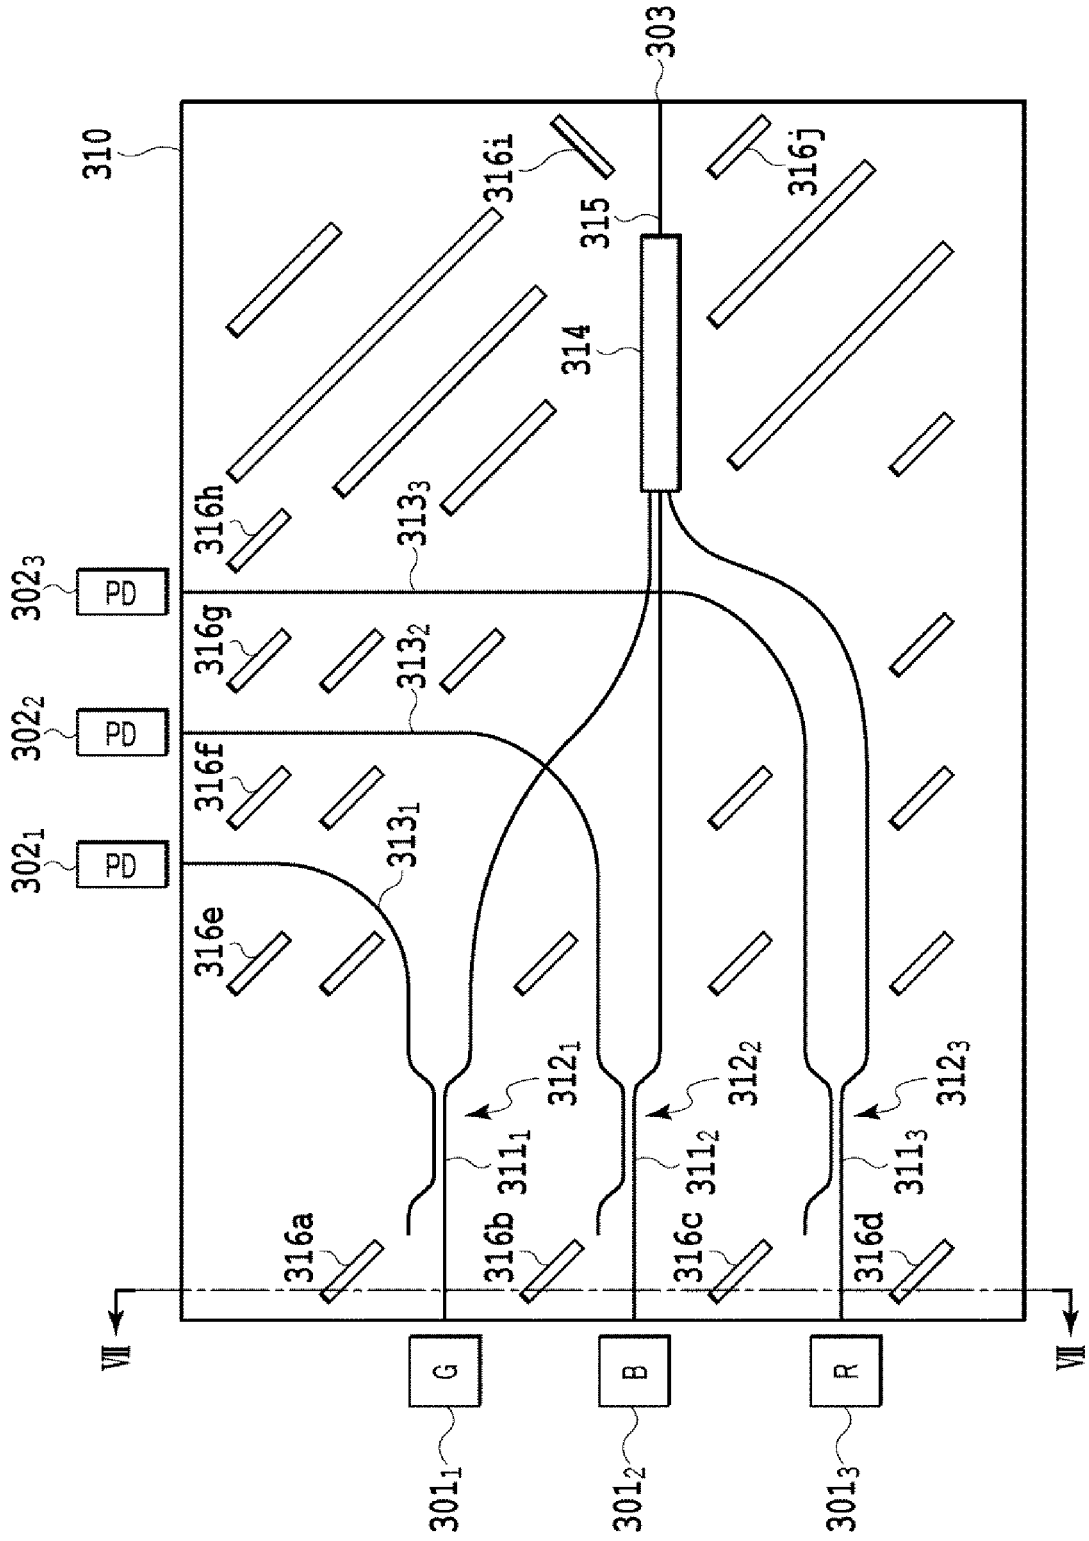 310
303
302₁
302₂
302₃
PD
PD
PD
316e
316f
316g
316h
316i
316j
313₁
313₂
313₃
314
315
316a
316b
316c
316d
311₁
311₂
311₃
312₁
312₂
312₃
VII
VII
G
B
R
301₁
301₂
301₃